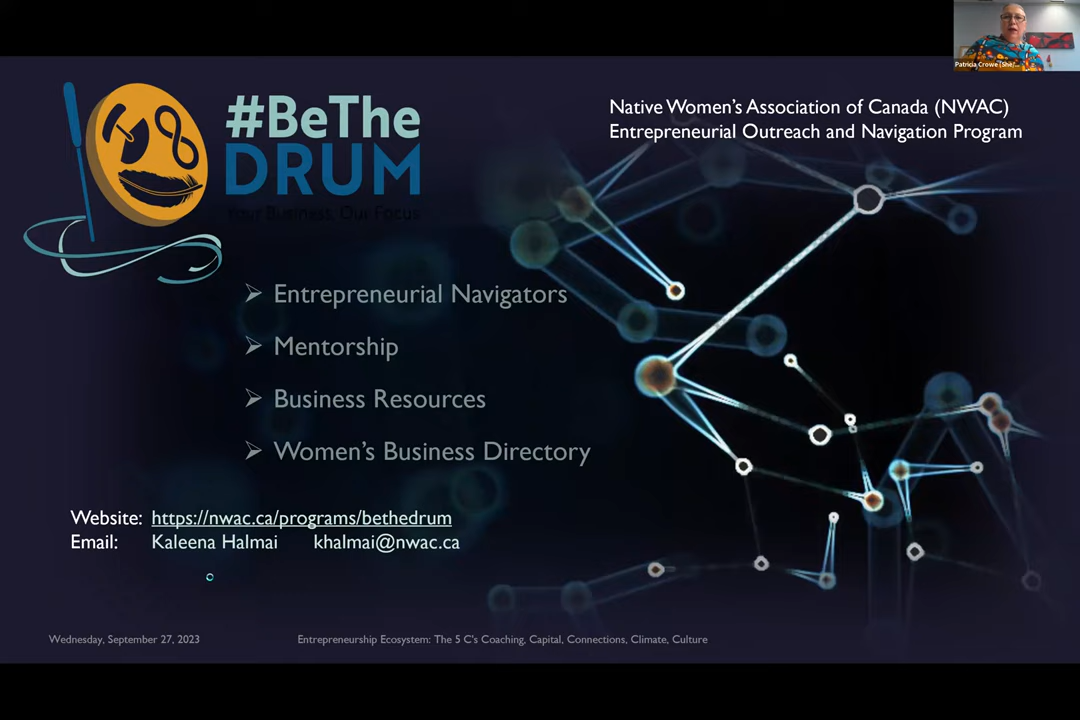 Patricia Crowe (She/...
Native Women's Association of Canada (NWAC)
Entrepreneurial Outreach and Navigation Program
#BeThe
DRUM
Your Business. Our Focus
Entrepreneurial Navigators
Mentorship
Business Resources
Women's Business Directory
Website: https://nwac.ca/programs/bethedrum
Email: Kaleena Halmai khalmai@nwac.ca
Wednesday, September 27, 2023
Entrepreneurship Ecosystem: The 5 C's Coaching, Capital, Connections, Climate, Culture